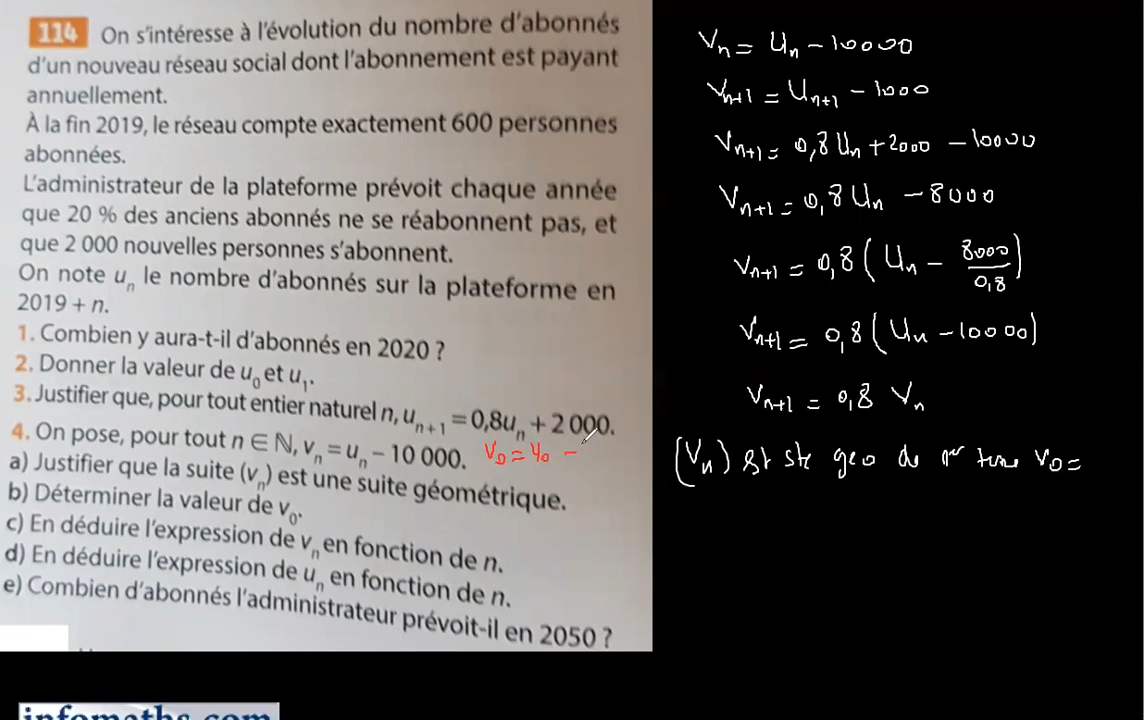 114 On s'intéresse à l'évolution du nombre d'abonnés
d'un nouveau réseau social dont l'abonnement est payant
annuellement.
À la fin 2019, le réseau compte exactement 600 personnes
abonnées.
L'administrateur de la plateforme prévoit chaque année
que 20 % des anciens abonnés ne se réabonnent pas, et
que 2 000 nouvelles personnes s'abonnent.
On note uₙ le nombre d'abonnés sur la plateforme en
2019 + n.
1. Combien y aura-t-il d'abonnés en 2020 ?
2. Donner la valeur de u₀ et u₁.
3. Justifier que, pour tout entier naturel n, uₙ₊₁ = 0,8uₙ + 2 000.
4. On pose, pour tout n ∈ ℕ, vₙ = uₙ − 10 000. V₀ = U₀ −
a) Justifier que la suite (vₙ) est une suite géométrique.
b) Déterminer la valeur de v₀.
c) En déduire l'expression de vₙ en fonction de n.
d) En déduire l'expression de uₙ en fonction de n.
e) Combien d'abonnés l'administrateur prévoit-il en 2050 ?
Vₙ = Uₙ − 10000
Vₙ₊₁ = Uₙ₊₁ − 1000
Vₙ₊₁ = 0,8 Uₙ + 2000 − 10000
Vₙ₊₁ = 0,8 Uₙ − 8000
Vₙ₊₁ = 0,8 ( Uₙ − 8000/0,8 )
Vₙ₊₁ = 0,8 ( Uₙ − 10000 )
Vₙ₊₁ = 0,8 Vₙ
(Vₙ) est ste geo de 1er terme V₀ =
infomaths.com